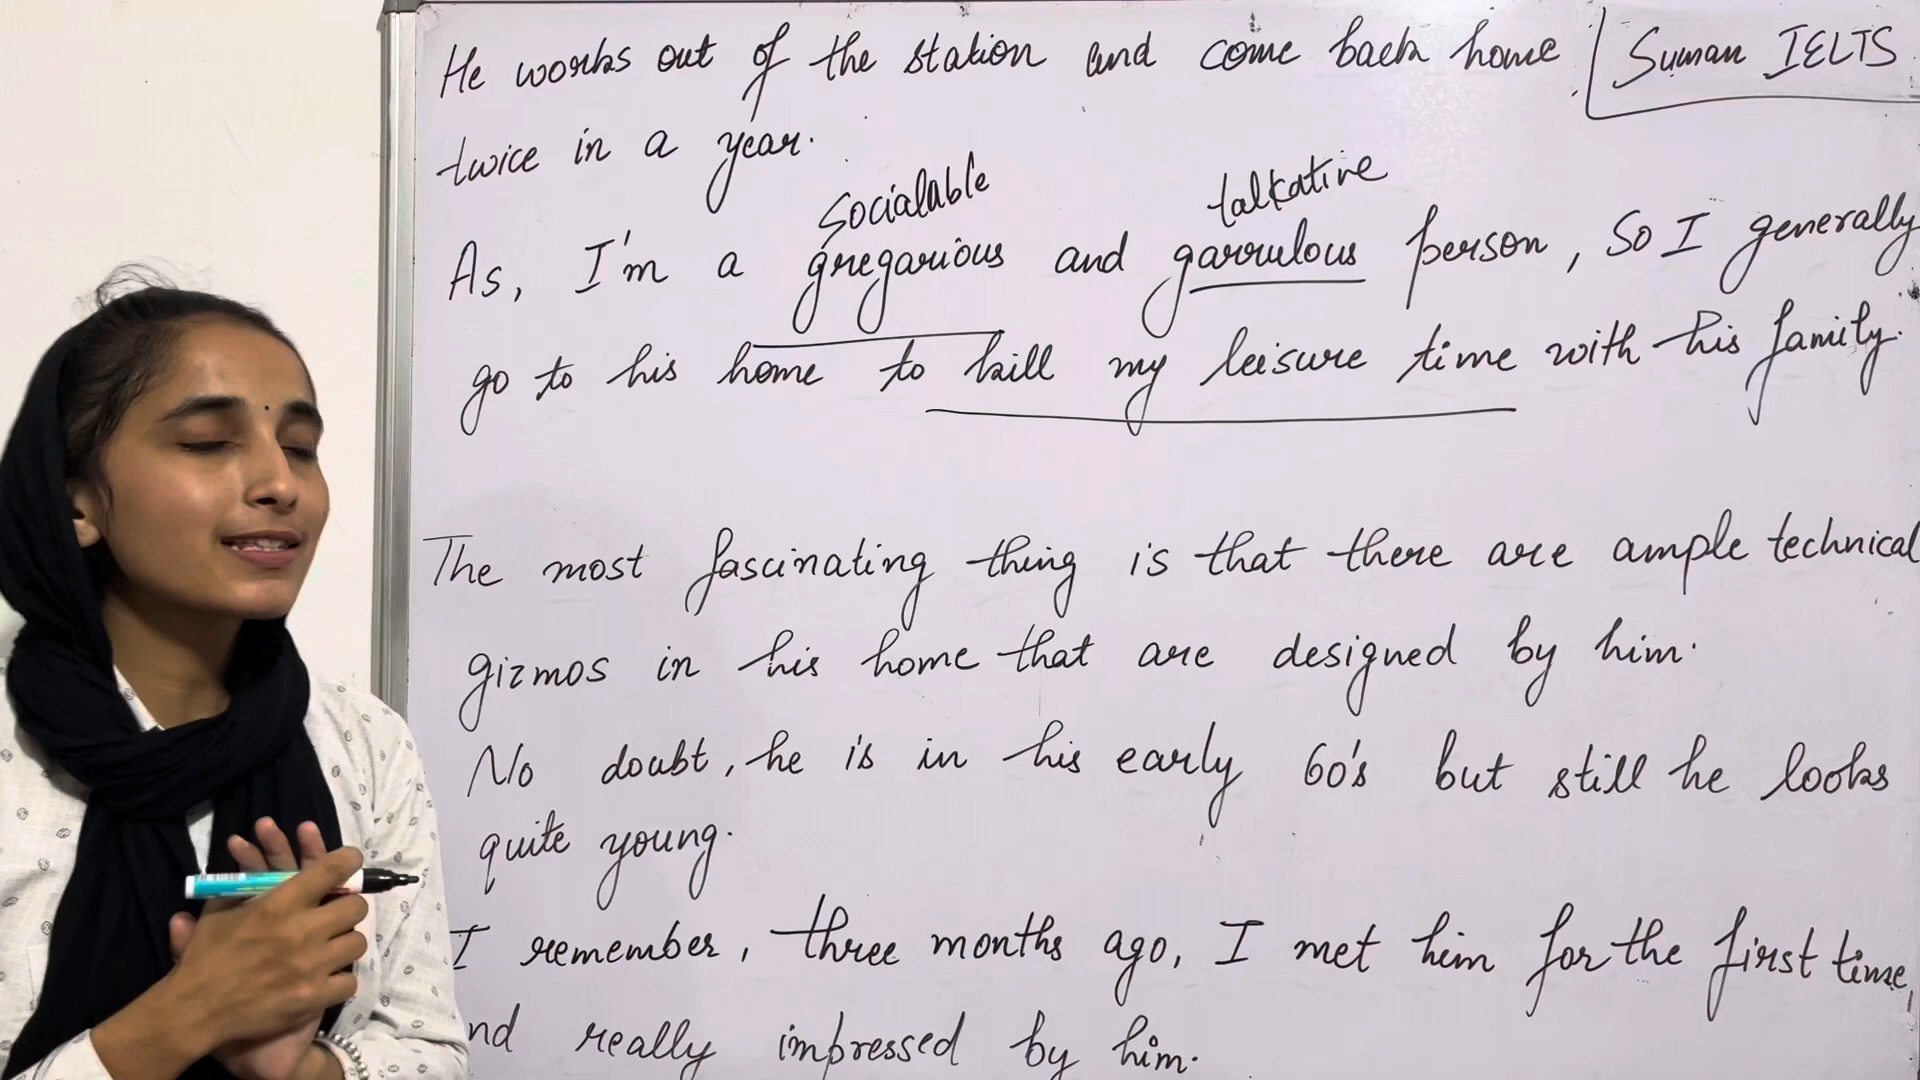 He works out of the station and come back home
Suman IELTS
twice in a year.
socialable talkative
As, I'm a gregarious and garrulous person, so I generally
go to his home to kill my leisure time with his family.
The most fascinating thing is that there are ample technical
gizmos in his home that are designed by him.
No doubt, he is in his early 60's but still he looks
quite young.
I remember, three months ago, I met him for the first time,
nd really impressed by him.